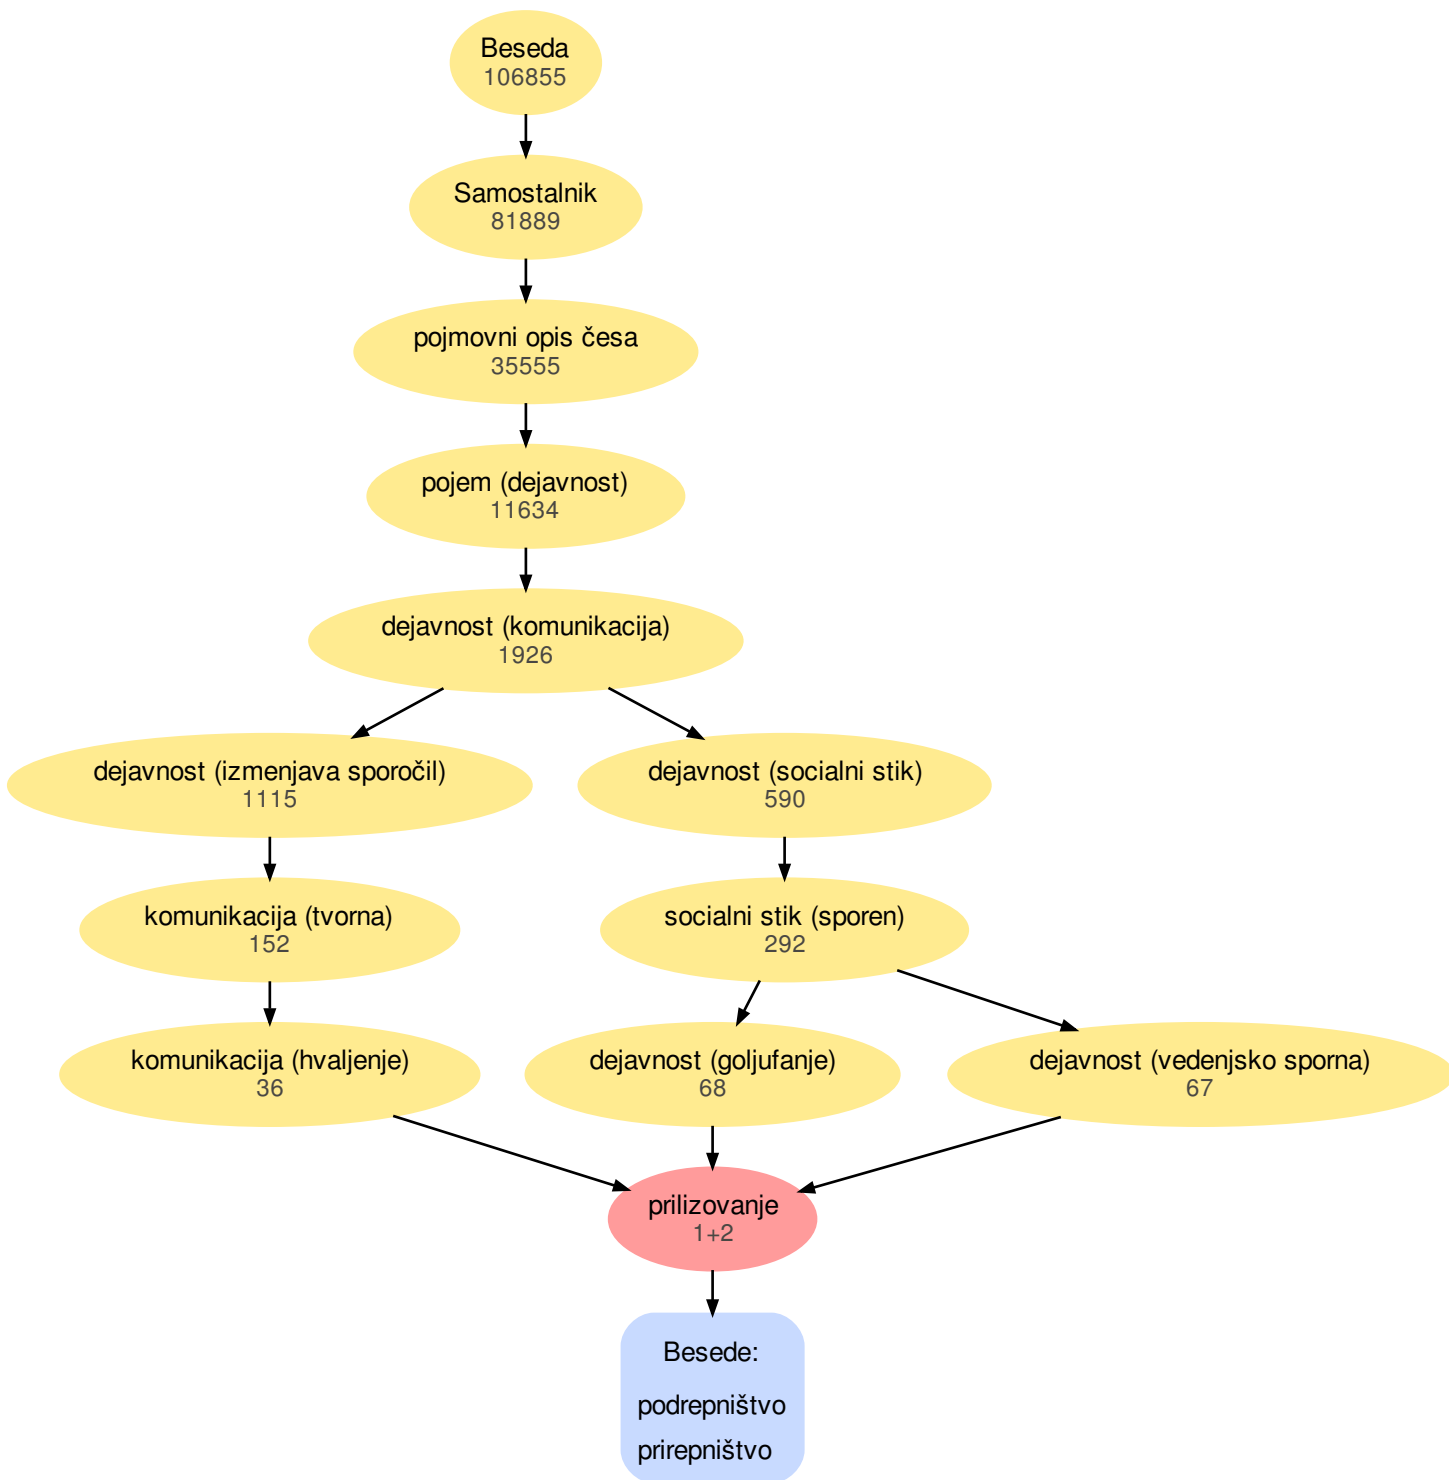 Beseda
106855
Samostalnik
81889
pojmovni opis česa
35555
pojem (dejavnost)
11634
dejavnost (komunikacija)
1926
dejavnost (izmenjava sporočil)
1115
dejavnost (socialni stik)
590
komunikacija (tvorna)
152
socialni stik (sporen)
292
komunikacija (hvaljenje)
36
dejavnost (goljufanje)
68
dejavnost (vedenjsko sporna)
67
prilizovanje
1+2
Besede:
podrepništvo
prirepništvo